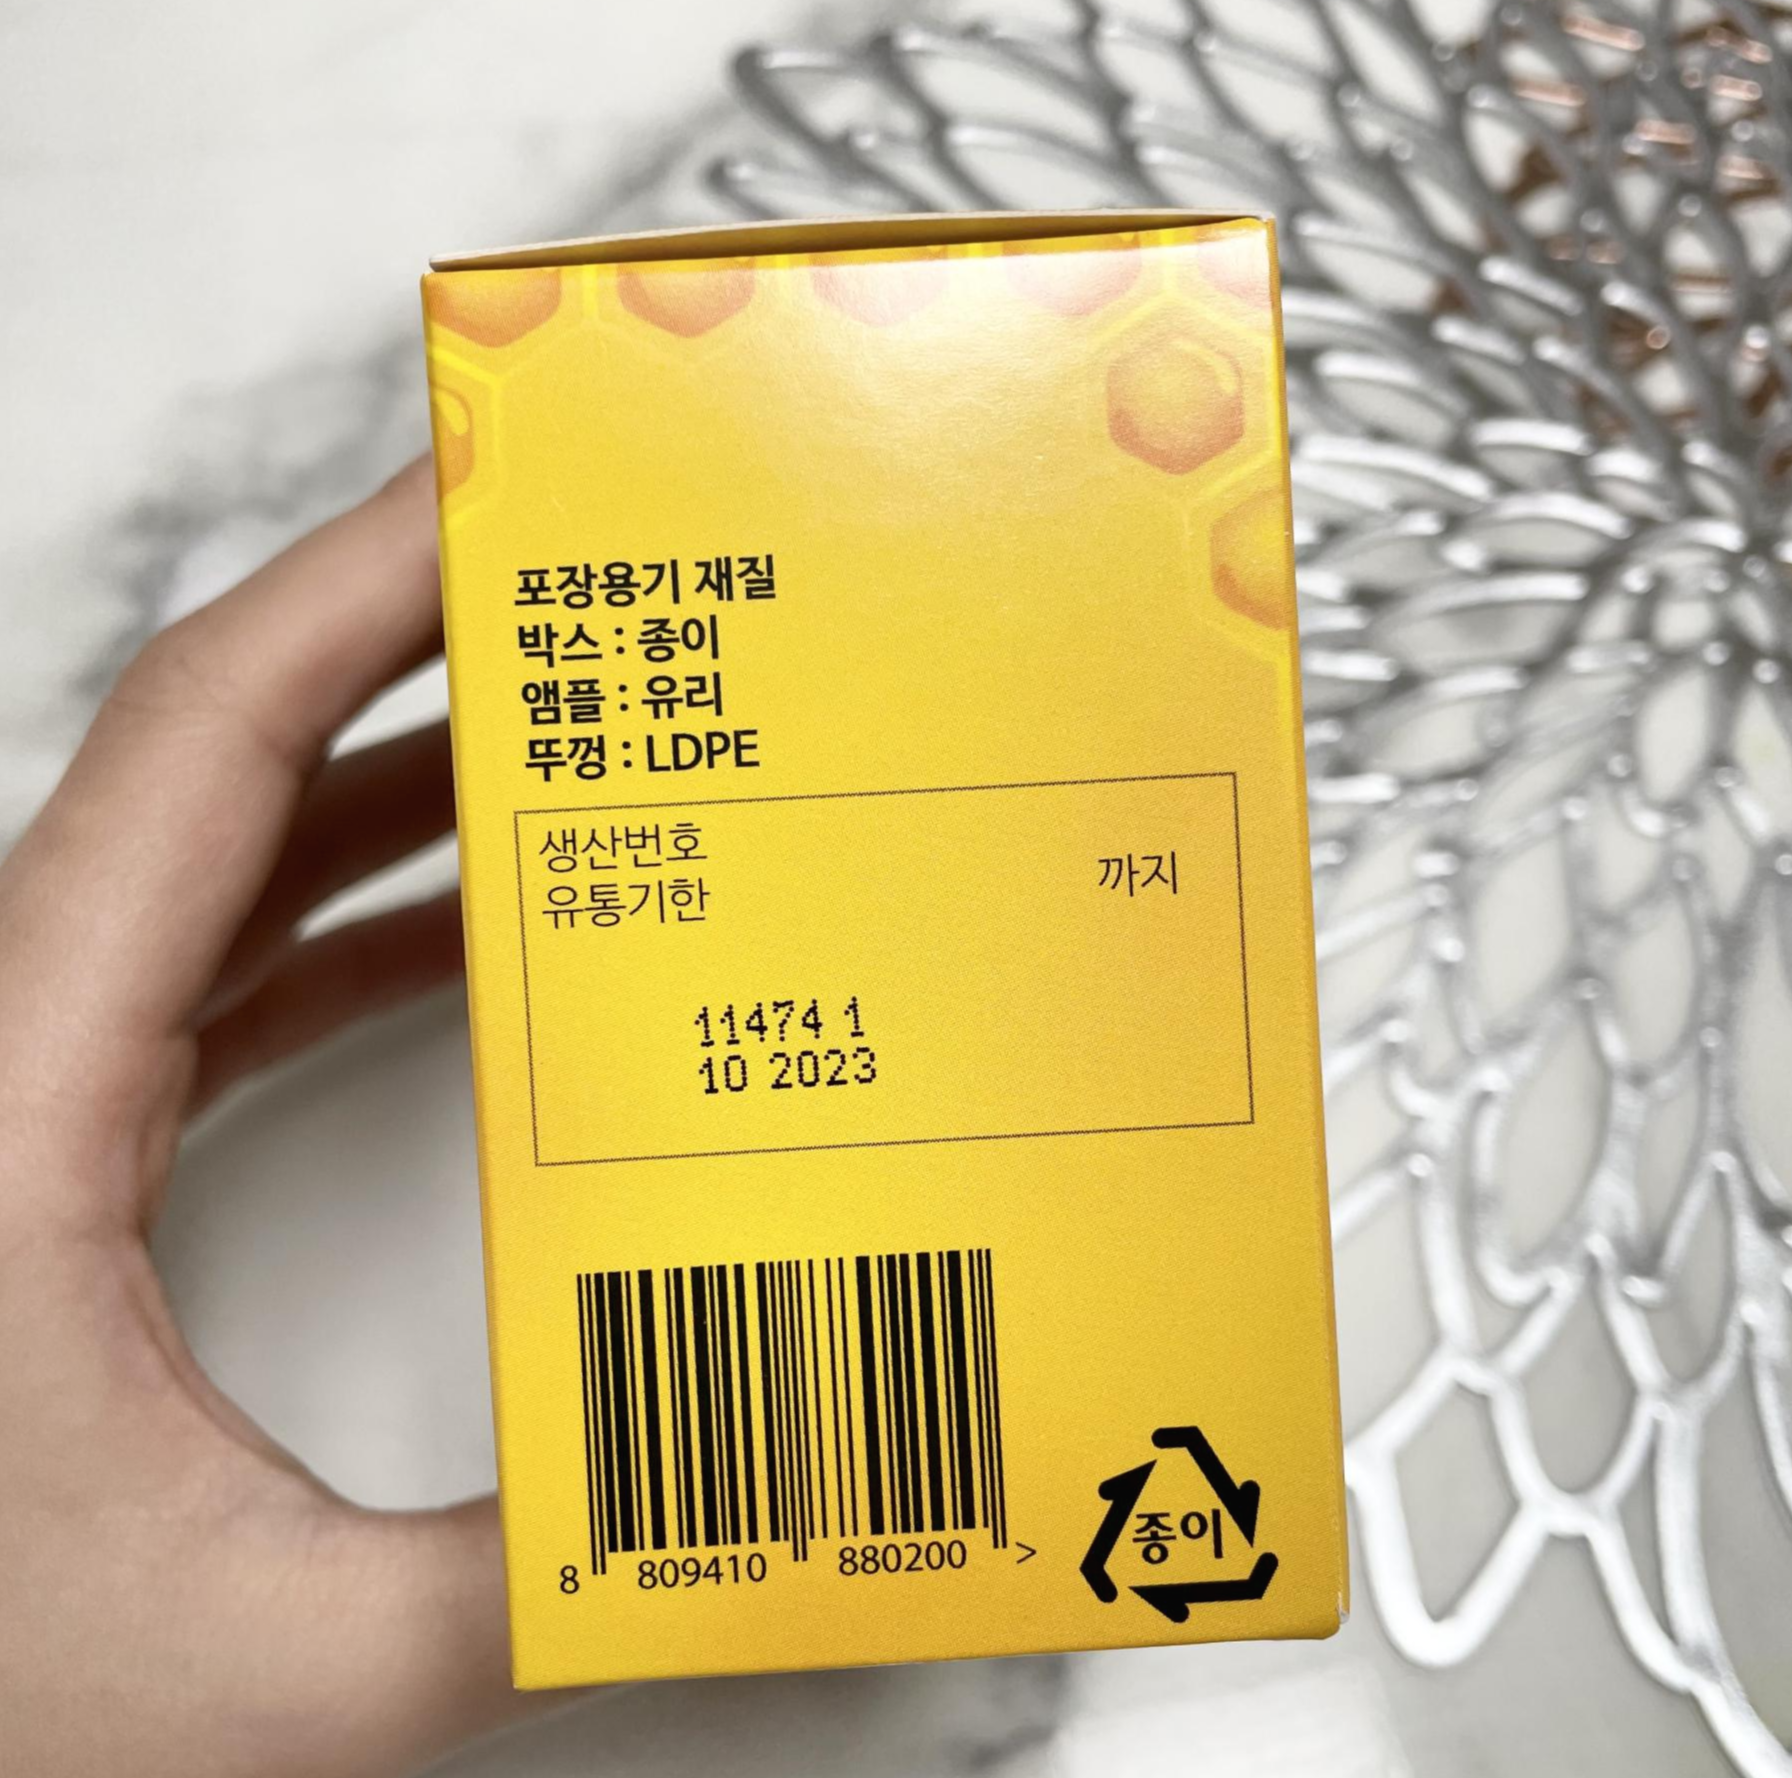 포장용기 재질
박스 : 종이
앰플 : 유리
뚜껑 : LDPE
생산번호
유통기한 까지
11474 1
10 2023
8 809410 880200 >
종이